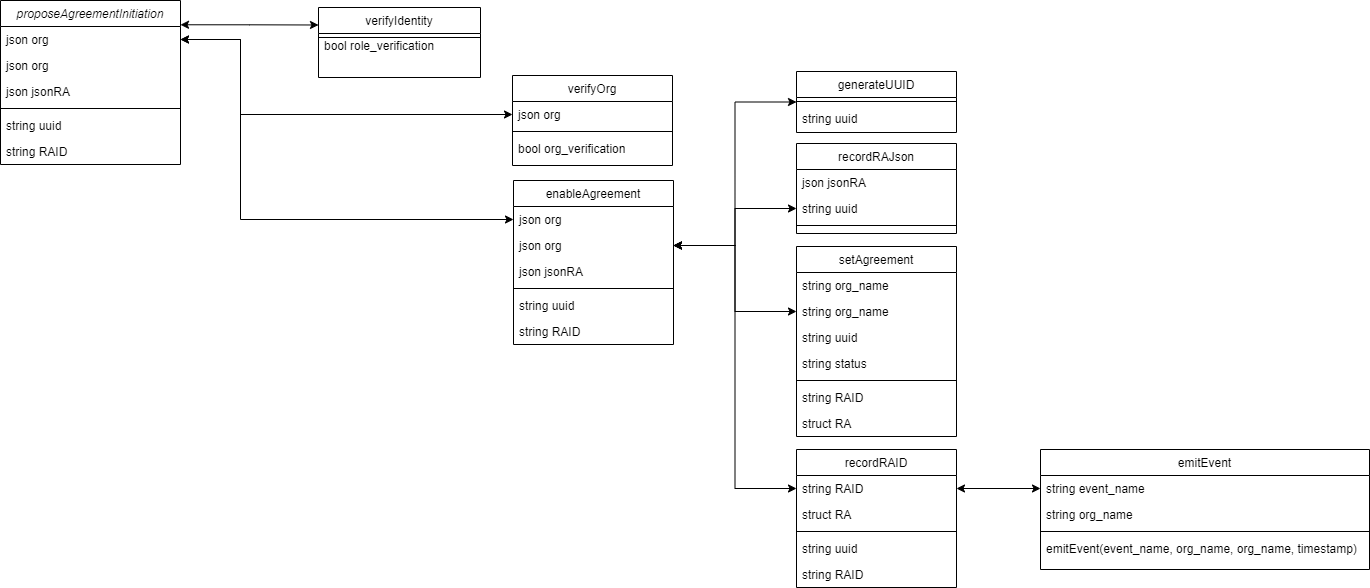 proposeAgreementInitiation
json org
json org
json jsonRA
string uuid
string RAID
verifyIdentity
bool role_verification
verifyOrg
json org
bool org_verification
enableAgreement
json org
json org
json jsonRA
string uuid
string RAID
generateUUID
string uuid
recordRAJson
json jsonRA
string uuid
setAgreement
string org_name
string org_name
string uuid
string status
string RAID
struct RA
recordRAID
string RAID
struct RA
string uuid
string RAID
emitEvent
string event_name
string org_name
emitEvent(event_name, org_name, org_name, timestamp)